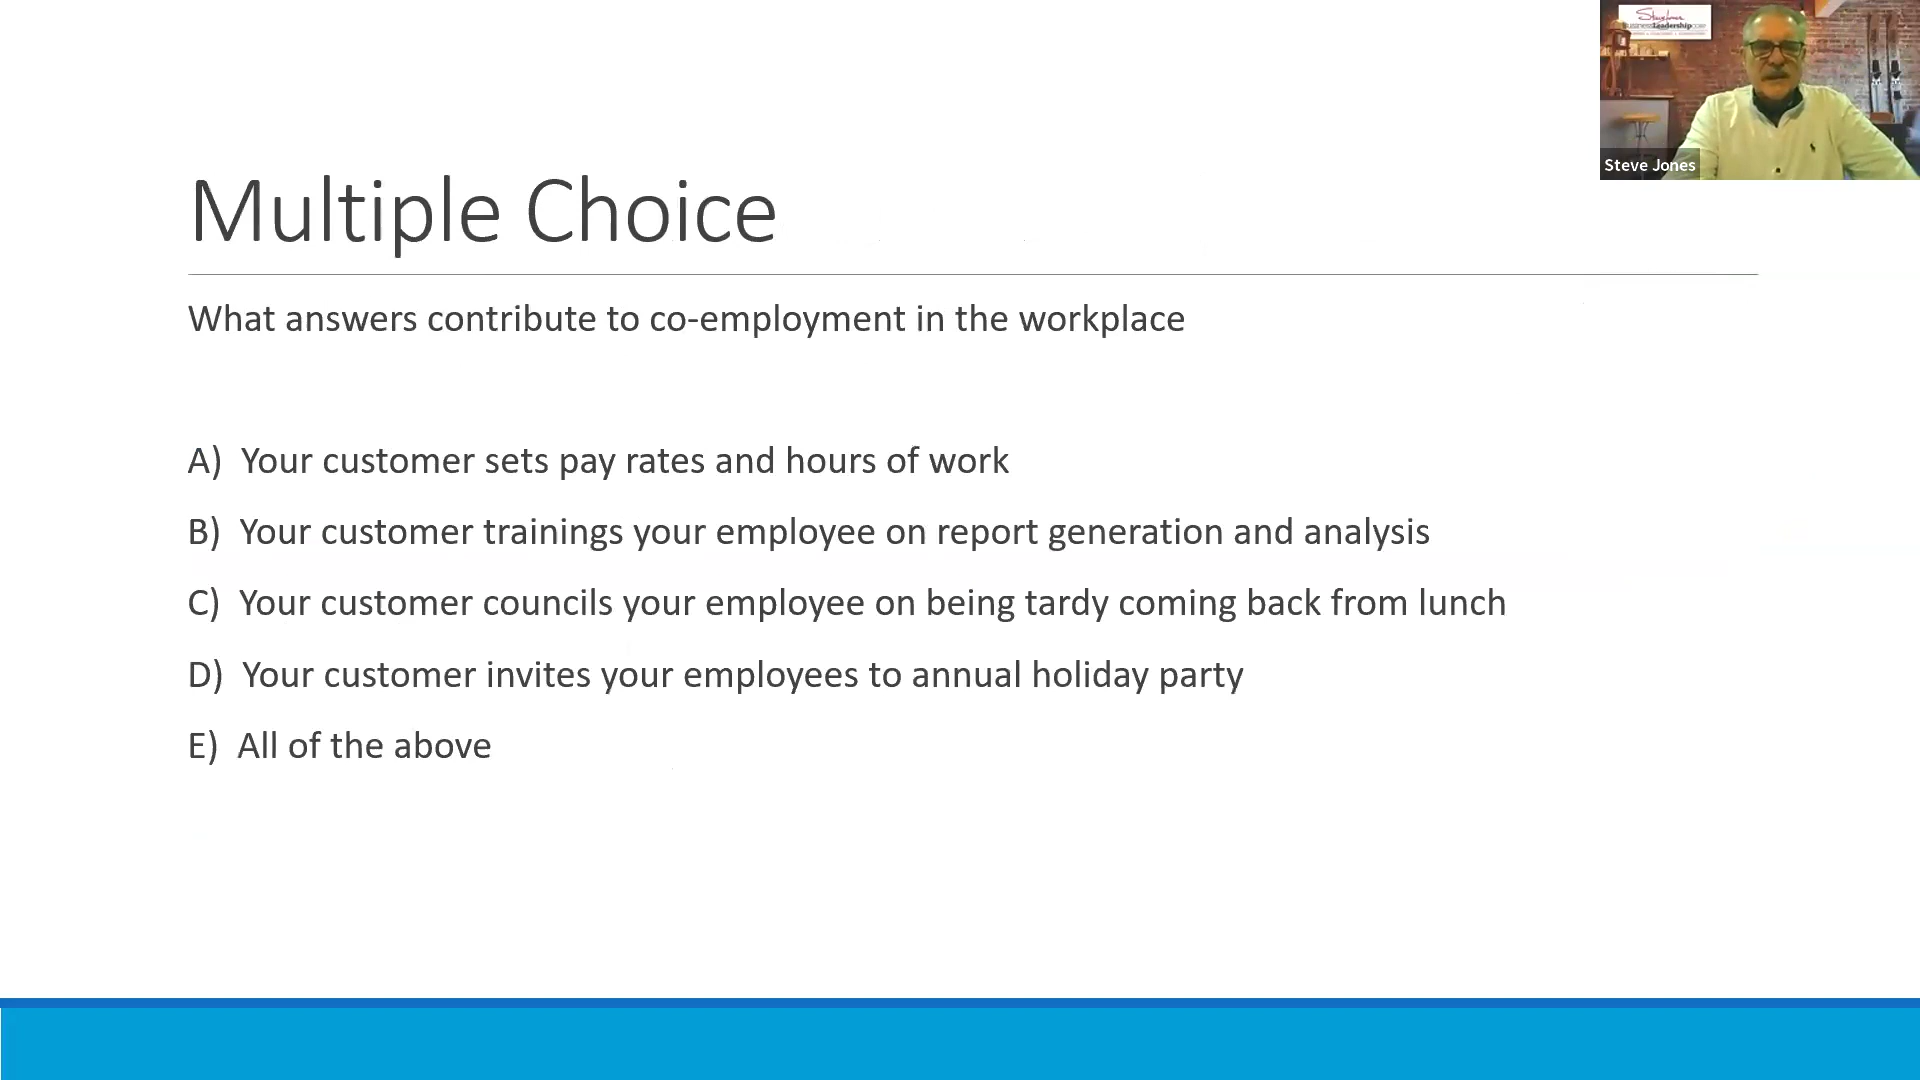 Multiple Choice
What answers contribute to co-employment in the workplace
A) Your customer sets pay rates and hours of work
B) Your customer trainings your employee on report generation and analysis
C) Your customer councils your employee on being tardy coming back from lunch
D) Your customer invites your employees to annual holiday party
E) All of the above
Leadership
Steve Jones